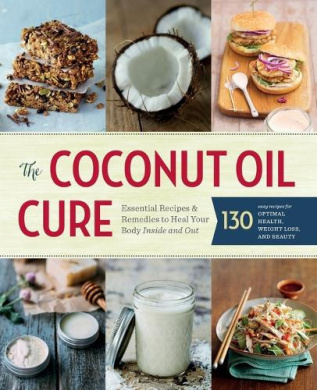 The COCONUT OIL
CURE
Essential Recipes &
Remedies to Heal Your
Body Inside and Out
130
easy recipes for
OPTIMAL
HEALTH,
WEIGHT LOSS,
AND BEAUTY